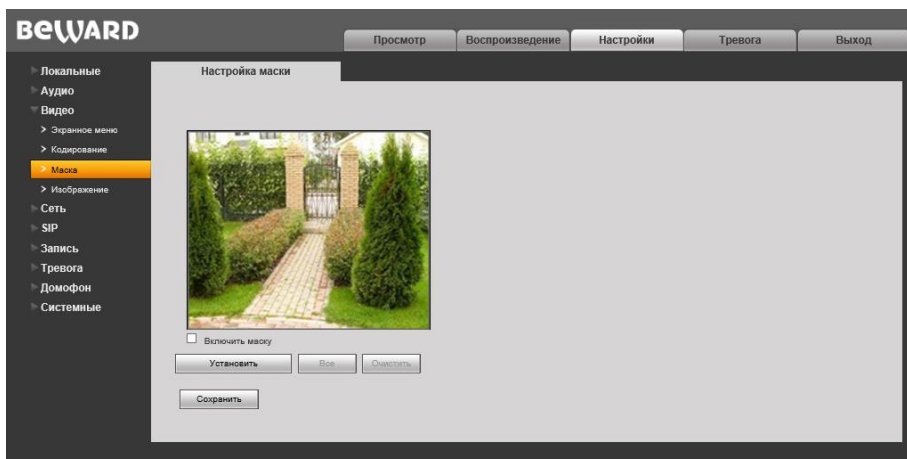 BEWARD
Просмотр Воспроизведение Настройки Тревога Выход
Локальные
Аудио
Видео
Экранное меню
Кодирование
Маска
Изображение
Сеть
SIP
Запись
Тревога
Домофон
Системные
Настройка маски
Включить маску
Установить Все Очистить
Сохранить